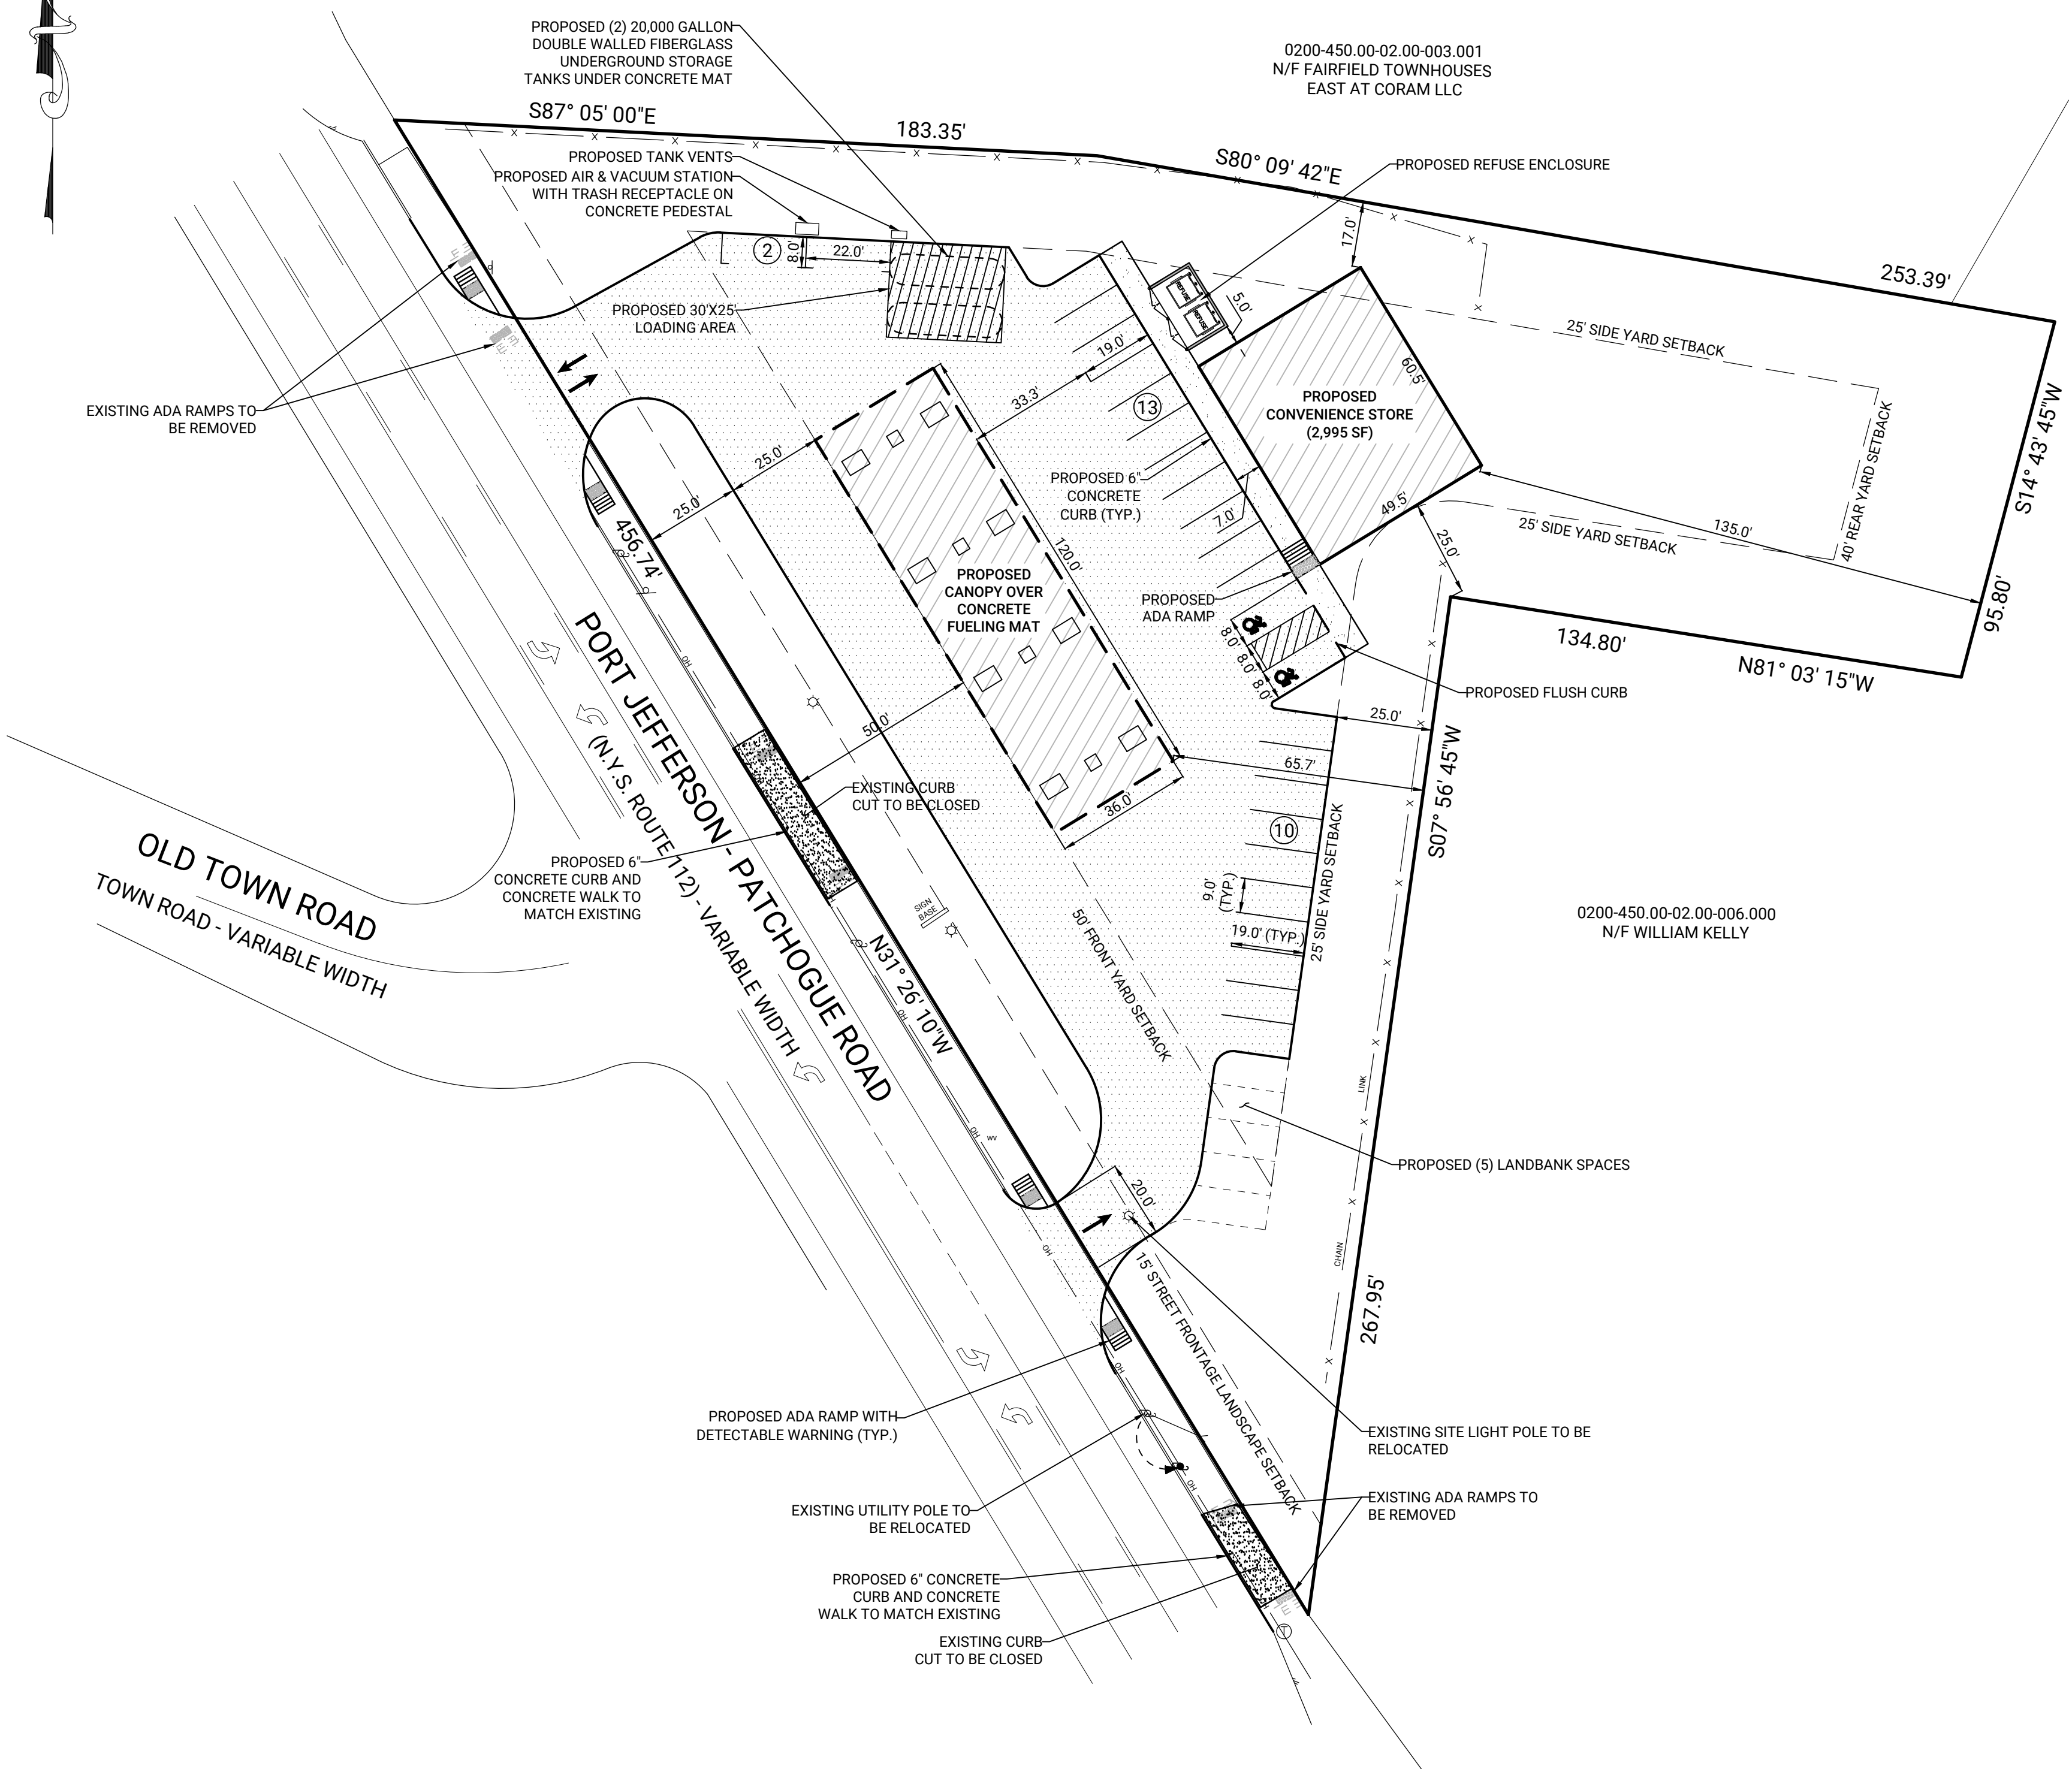 PROPOSED (2) 20,000 GALLON
DOUBLE WALLED FIBERGLASS
UNDERGROUND STORAGE
TANKS UNDER CONCRETE MAT
0200-450.00-02.00-003.001
N/F FAIRFIELD TOWNHOUSES
EAST AT CORAM LLC
S87° 05' 00"E
183.35'
S80° 09' 42"E
253.39'
PROPOSED TANK VENTS
PROPOSED AIR & VACUUM STATION
WITH TRASH RECEPTACLE ON
CONCRETE PEDESTAL
PROPOSED REFUSE ENCLOSURE
17.0'
2
8.0'
22.0'
PROPOSED 30'X25'
LOADING AREA
REFUSE
REFUSE
5.0'
25' SIDE YARD SETBACK
EXISTING ADA RAMPS TO
BE REMOVED
19.0'
33.3'
13
60.5'
PROPOSED
CONVENIENCE STORE
(2,995 SF)
49.5'
S14° 43' 45"W
40' REAR YARD SETBACK
25.0'
25.0'
456.74'
PROPOSED 6"
CONCRETE
CURB (TYP.)
7.0'
25' SIDE YARD SETBACK
135.0'
25.0'
120.0'
PROPOSED
CANOPY OVER
CONCRETE
FUELING MAT
PROPOSED
ADA RAMP
8.0'
8.0'
8.0'
95.80'
134.80'
N81° 03' 15"W
PROPOSED FLUSH CURB
25.0'
65.7'
S07° 56' 45"W
50.0'
36.0'
EXISTING CURB
CUT TO BE CLOSED
10
25' SIDE YARD SETBACK
PORT JEFFERSON - PATCHOGUE ROAD
(N.Y.S. ROUTE 112) - VARIABLE WIDTH
OLD TOWN ROAD
TOWN ROAD - VARIABLE WIDTH
PROPOSED 6"
CONCRETE CURB AND
CONCRETE WALK TO
MATCH EXISTING
SIGN
BASE
9.0'
(TYP.)
19.0' (TYP.)
0200-450.00-02.00-006.000
N/F WILLIAM KELLY
N31° 26' 10"W
50' FRONT YARD SETBACK
OH
OH
OH
OH
WV
LINK
CHAIN
PROPOSED (5) LANDBANK SPACES
20.0'
15' STREET FRONTAGE LANDSCAPE SETBACK
267.95'
OH
OH
PROPOSED ADA RAMP WITH
DETECTABLE WARNING (TYP.)
EXISTING SITE LIGHT POLE TO BE
RELOCATED
EXISTING UTILITY POLE TO
BE RELOCATED
EXISTING ADA RAMPS TO
BE REMOVED
PROPOSED 6" CONCRETE
CURB AND CONCRETE
WALK TO MATCH EXISTING
EXISTING CURB
CUT TO BE CLOSED
T